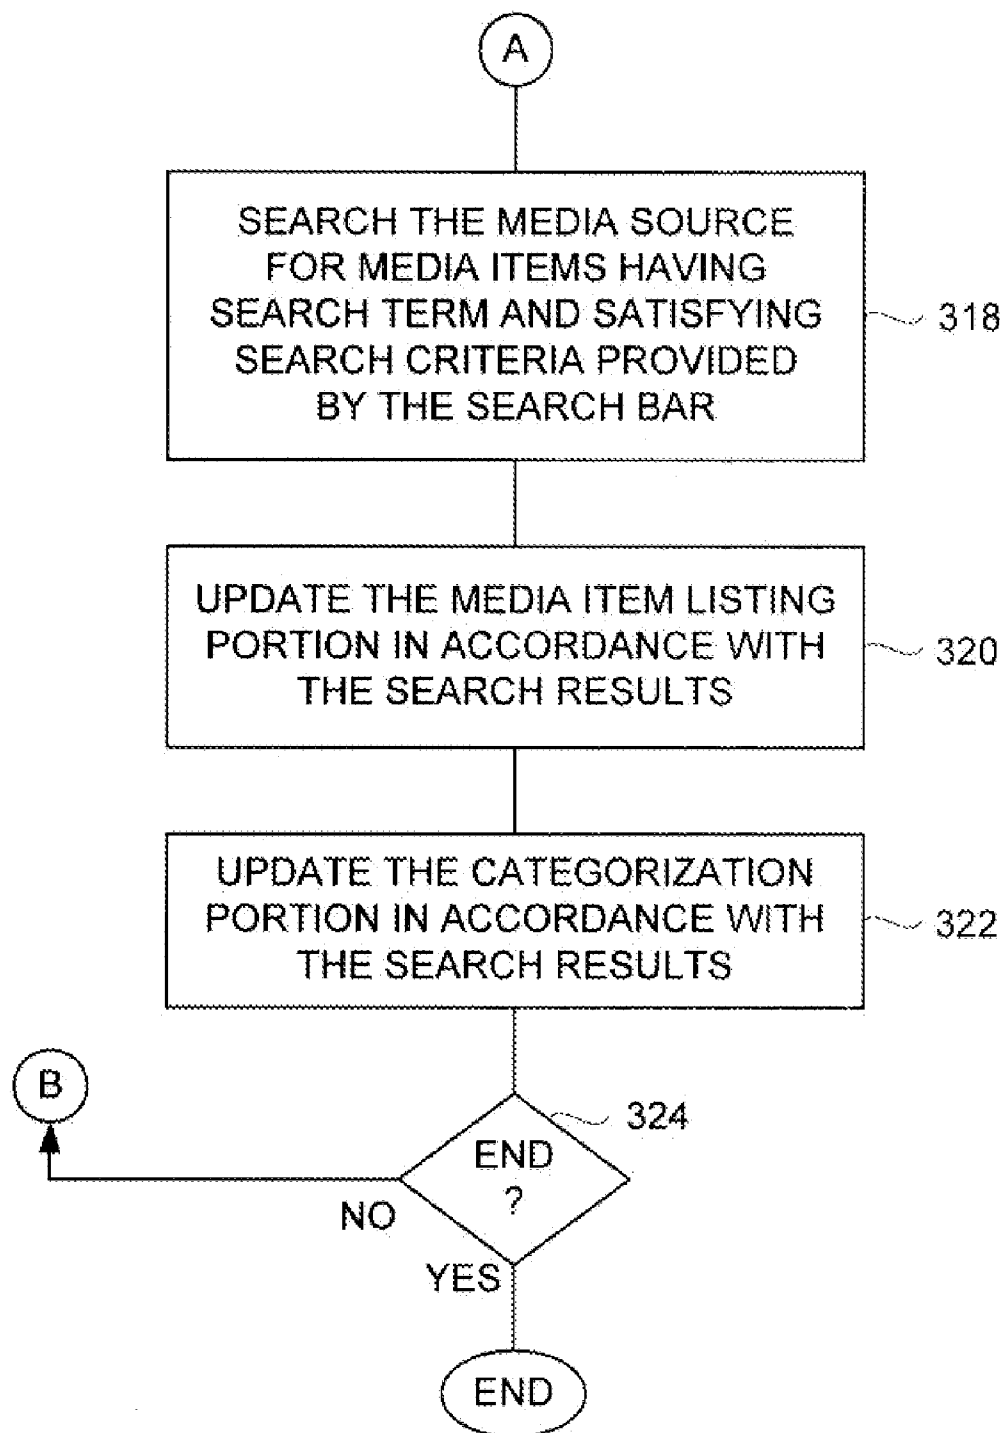 A
SEARCH THE MEDIA SOURCE
FOR MEDIA ITEMS HAVING
SEARCH TERM AND SATISFYING
SEARCH CRITERIA PROVIDED
BY THE SEARCH BAR
318
UPDATE THE MEDIA ITEM LISTING
PORTION IN ACCORDANCE WITH
THE SEARCH RESULTS
320
UPDATE THE CATEGORIZATION
PORTION IN ACCORDANCE WITH
THE SEARCH RESULTS
322
B
324
END
?
NO
YES
END